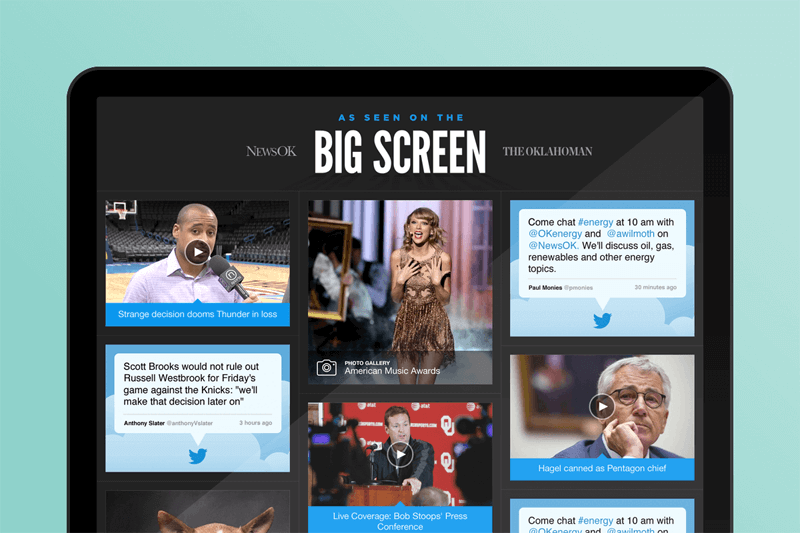 AS SEEN ON THE
NEWSOK
BIG SCREEN
THE OKLAHOMAN
Strange decision dooms Thunder in loss
Scott Brooks would not rule out
Russell Westbrook for Friday's
game against the Knicks: "we'll
make that decision later on"
Anthony Slater @anthonyVslater
3 hours ago
PHOTO GALLERY
American Music Awards
at&t
at&t
SOONERSPORTS.COM
Live Coverage: Bob Stoops' Press
Conference
Come chat #energy at 10 am with
@OKenergy and @awilmoth on
@NewsOK. We'll discuss oil, gas,
renewables and other energy
topics.
Paul Monies @pmonies
30 minutes ago
Hagel canned as Pentagon chief
Come chat #energy at 10 am with
@OKenergy and @awilmoth on